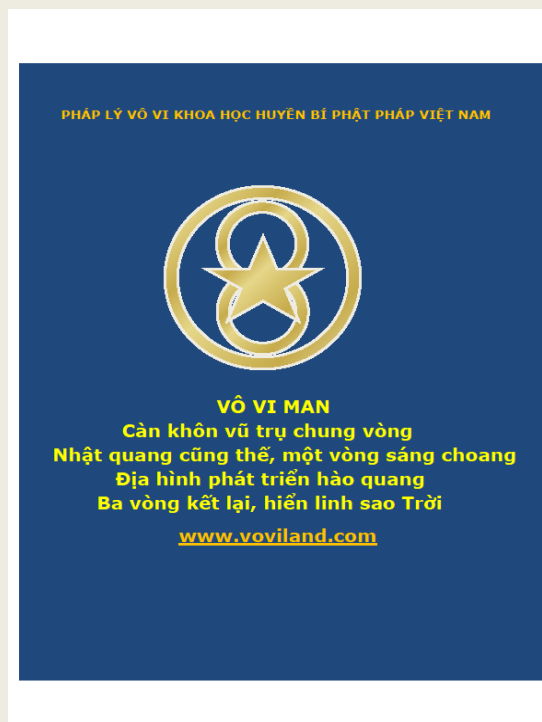 PHÁP LÝ VÔ VI KHOA HỌC HUYỀN BÍ PHẬT PHÁP VIỆT NAM
VÔ VI MAN
Càn khôn vũ trụ chung vòng
Nhật quang cũng thế, một vòng sáng choang
Địa hình phát triển hào quang
Ba vòng kết lại, hiển linh sao Trời
www.voviland.com